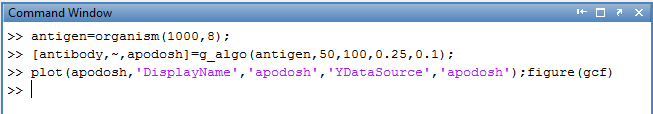 Command Window
>> antigen=organism(1000,8);
>> [antibody,~,apodosh]=g_algo(antigen,50,100,0.25,0.1);
>> plot(apodosh,'DisplayName','apodosh','YDataSource','apodosh');figure(gcf)
>>